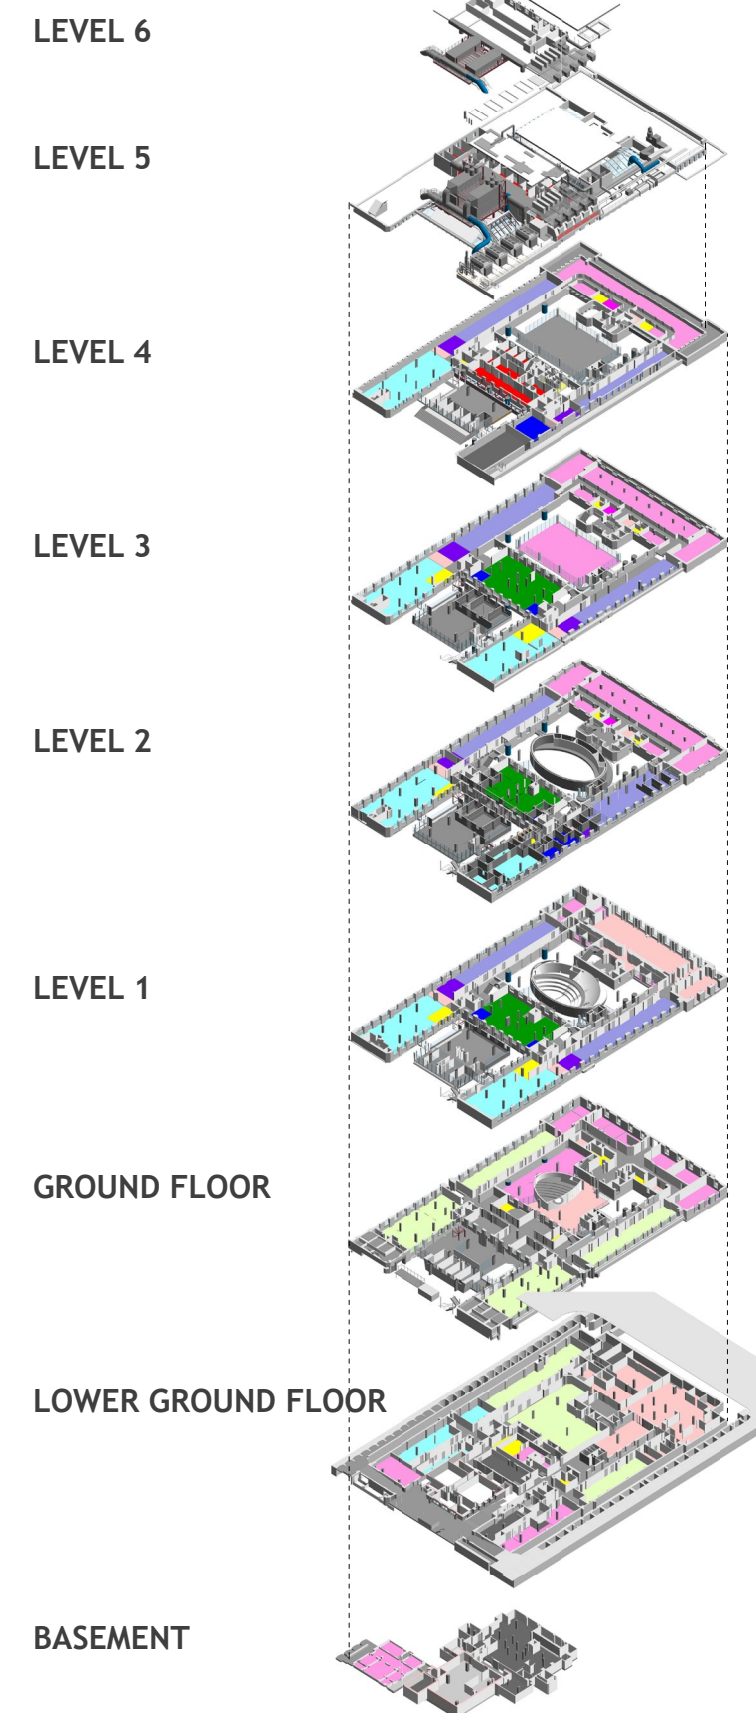 LEVEL 6
LEVEL 5
LEVEL 4
LEVEL 3
LEVEL 2
LEVEL 1
GROUND FLOOR
LOWER GROUND FLOOR
BASEMENT